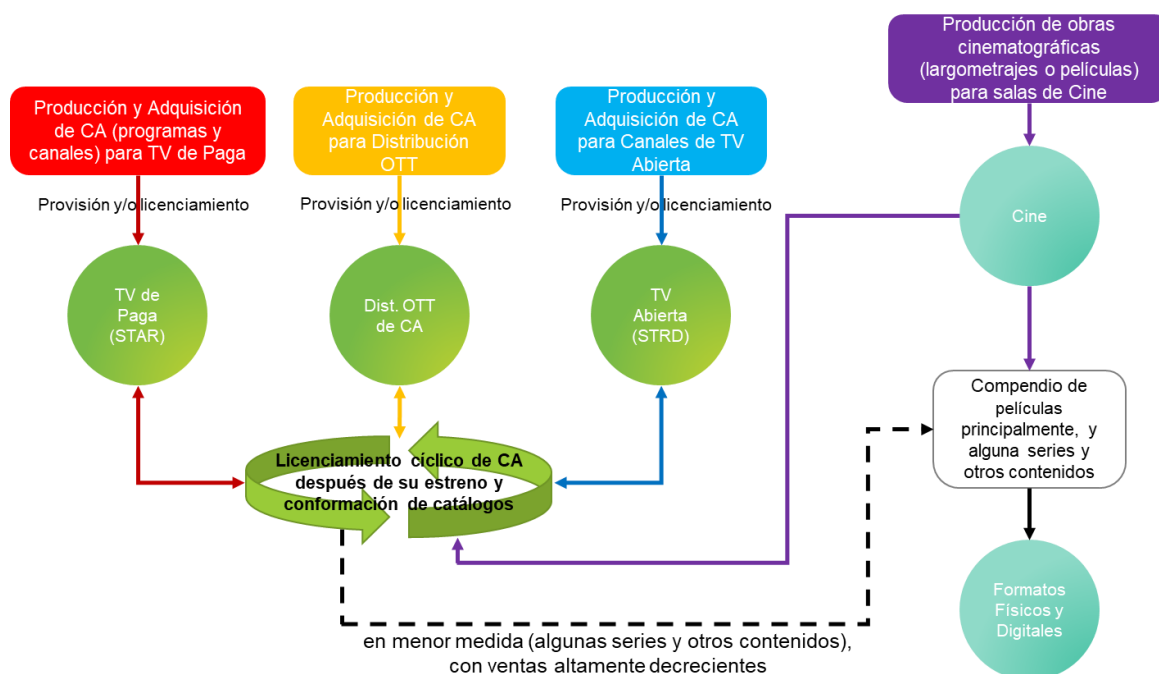 Producción de obras
cinematográficas
(largometrajes o películas)
para salas de Cine
Producción y Adquisición
de CA (programas y
canales) para TV de Paga
Producción y
Adquisición de CA
para Distribución
OTT
Producción y
Adquisición de CA
para Canales de TV
Abierta
Provisión y/o licenciamiento
Provisión y/o licenciamiento
Provisión y/o licenciamiento
Cine
TV de
Paga
(STAR)
Dist. OTT
de CA
TV
Abierta
(STRD)
Compendio de
películas
principalmente, y
alguna series y
otros contenidos
Licenciamiento cíclico de CA
después de su estreno y
conformación de catálogos
Formatos
Físicos y
Digitales
en menor medida (algunas series y otros contenidos),
con ventas altamente decrecientes